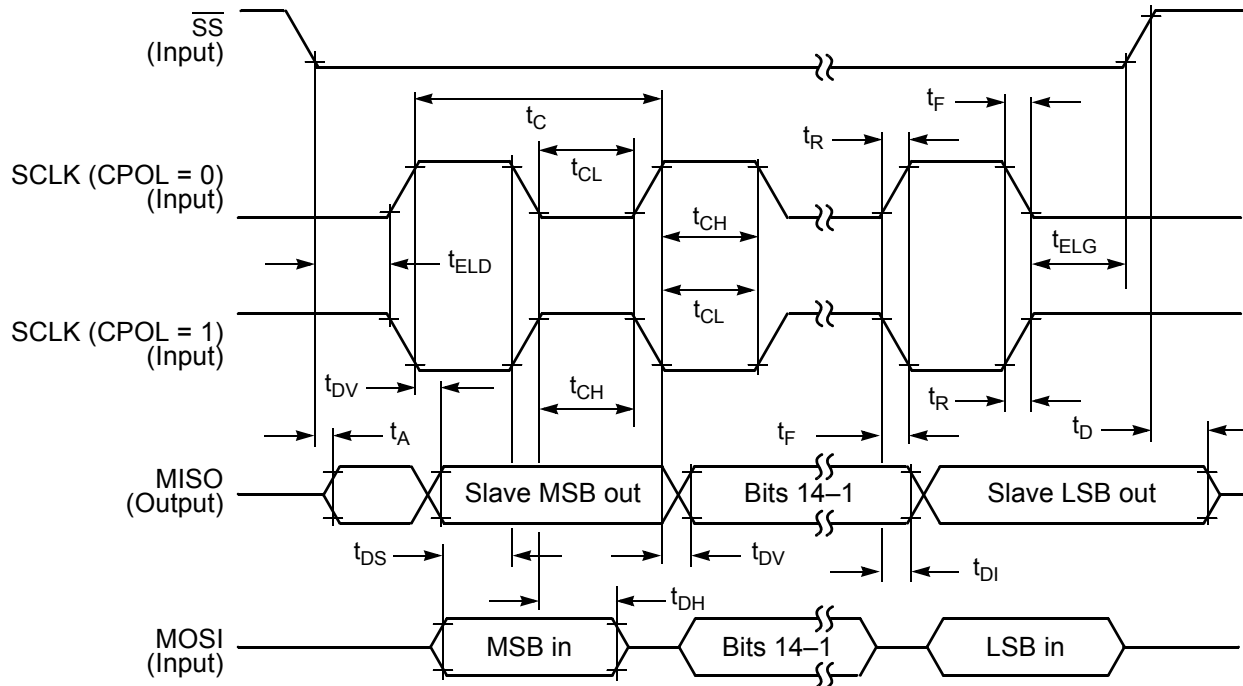 SS
(Input)
tF
tC
tR
SCLK (CPOL = 0)
(Input)
tCL
tCH
tELG
tELD
SCLK (CPOL = 1)
(Input)
tCL
tDV
tCH
tR
tA
tF
tD
MISO
(Output)
Slave MSB out
Bits 14–1
Slave LSB out
tDS
tDV
tDI
tDH
MOSI
(Input)
MSB in
Bits 14–1
LSB in